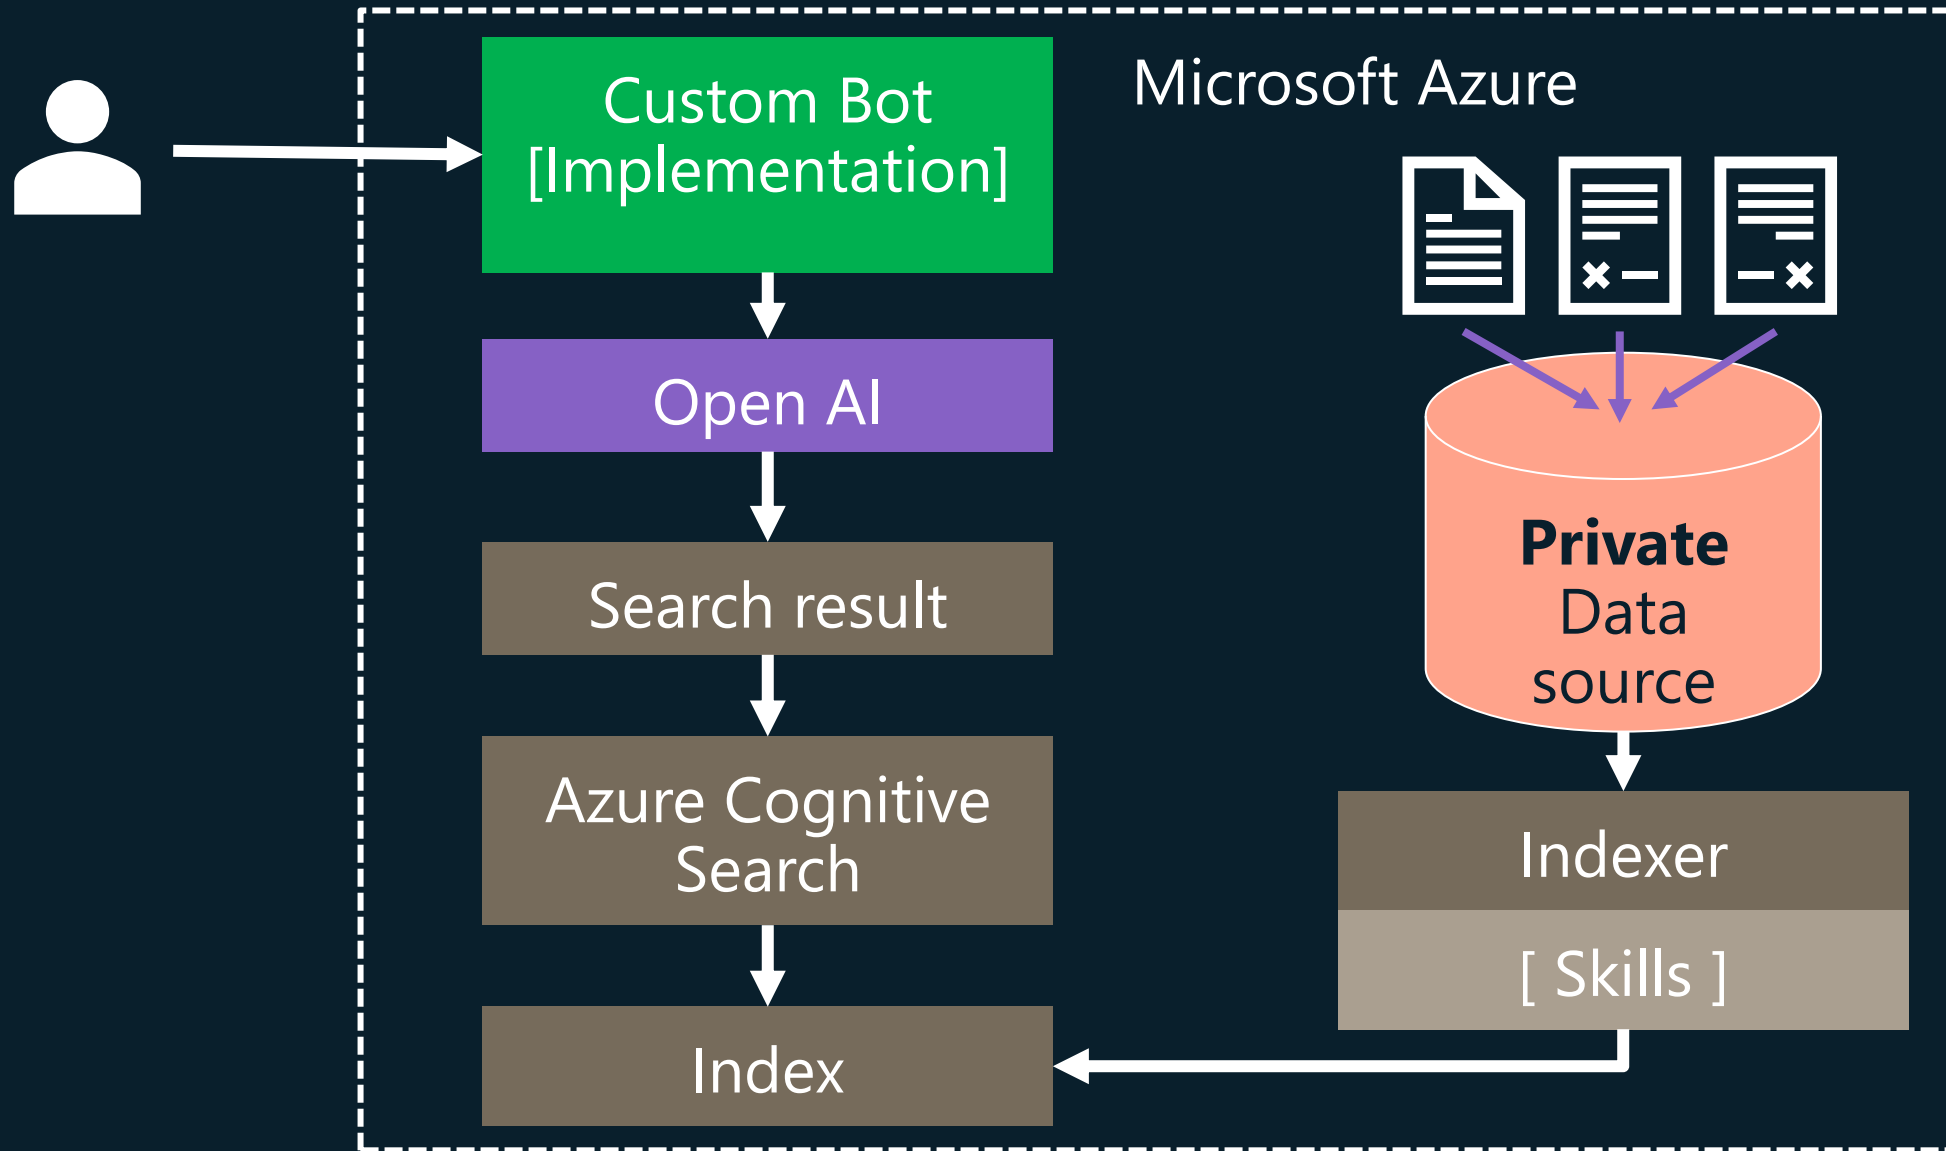 Custom Bot
[Implementation]
Microsoft Azure
Open AI
Search result
Azure Cognitive
Search
Index
Private
Data
source
Indexer
[ Skills ]